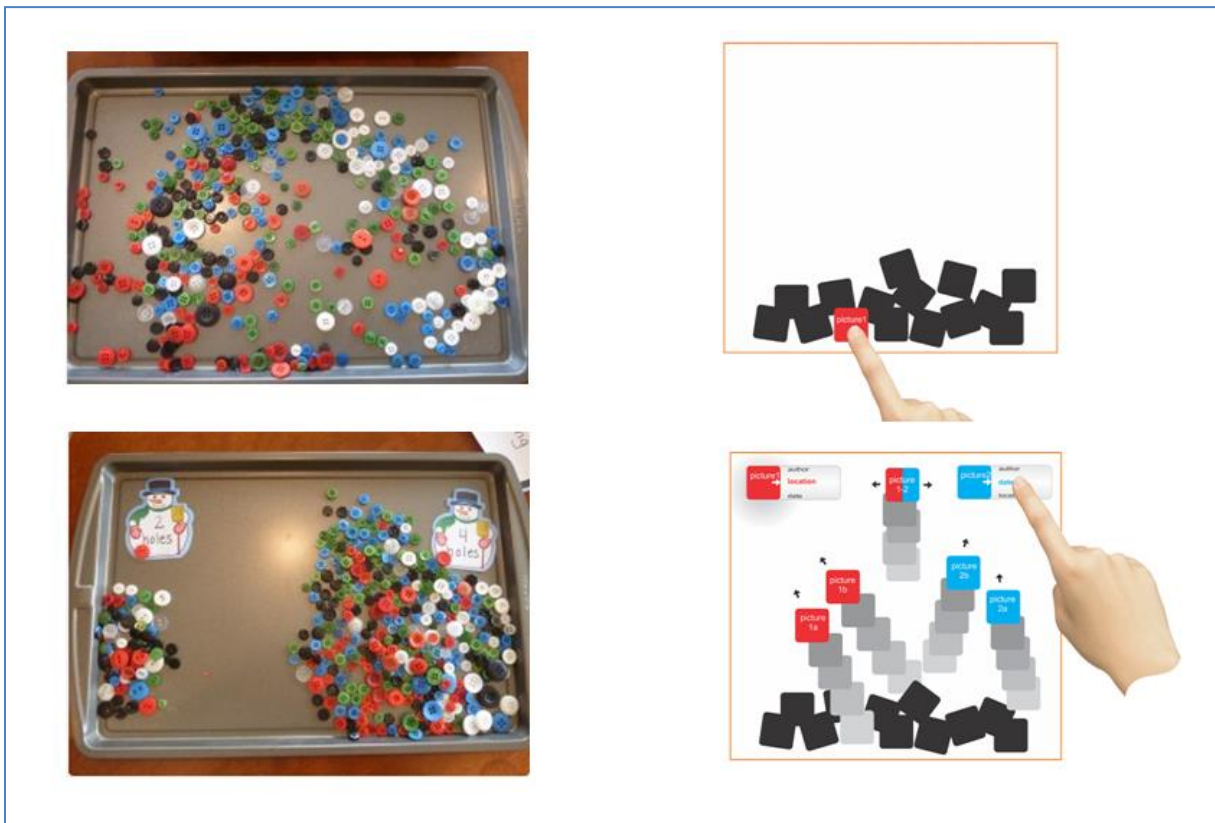 picture1
2
holes
4
holes
picture1
author
location
date
picture
1-2
picture2
author
date
location
picture
1b
picture
1a
picture
2b
picture
2a